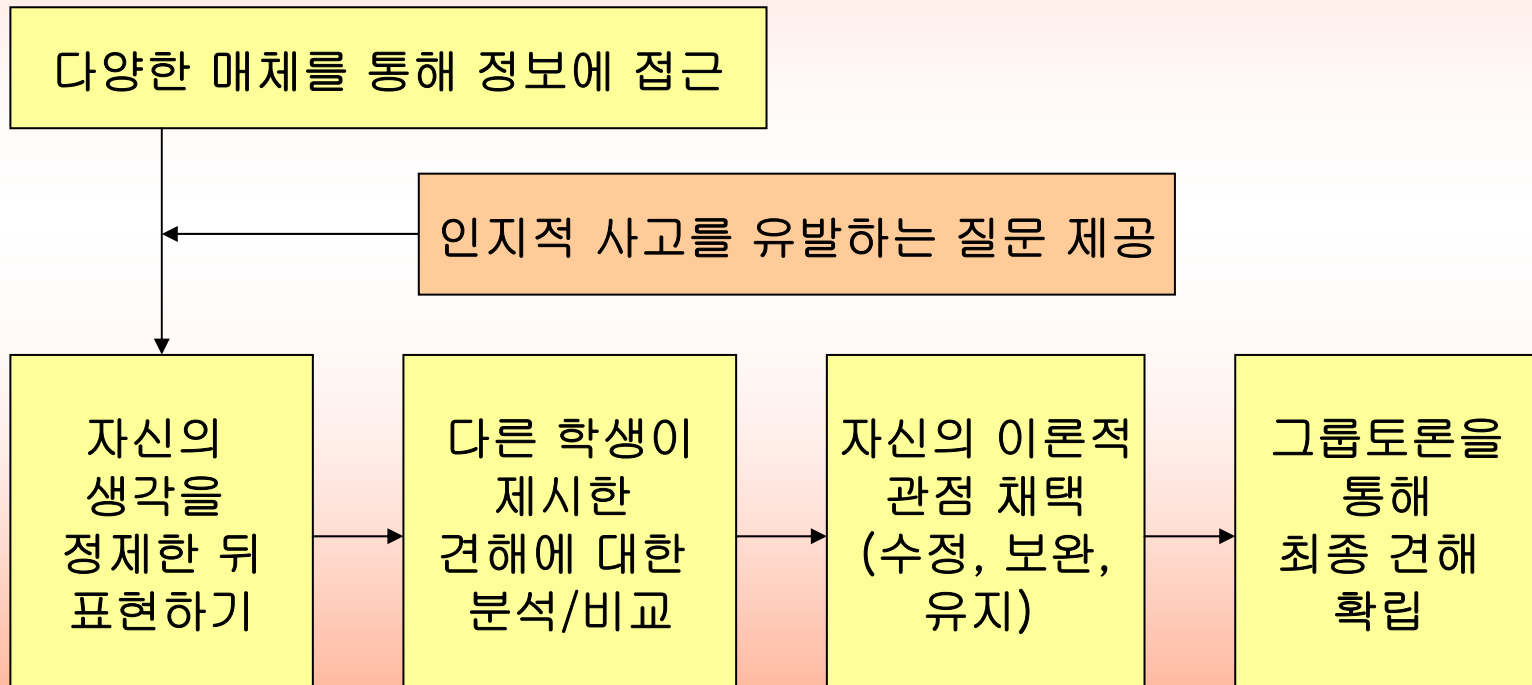 다양한 매체를 통해 정보에 접근
인지적 사고를 유발하는 질문 제공
자신의
생각을
정제한 뒤
표현하기
다른 학생이
제시한
견해에 대한
분석/비교
자신의 이론적
관점 채택
(수정, 보완,
유지)
그룹토론을
통해
최종 견해
확립